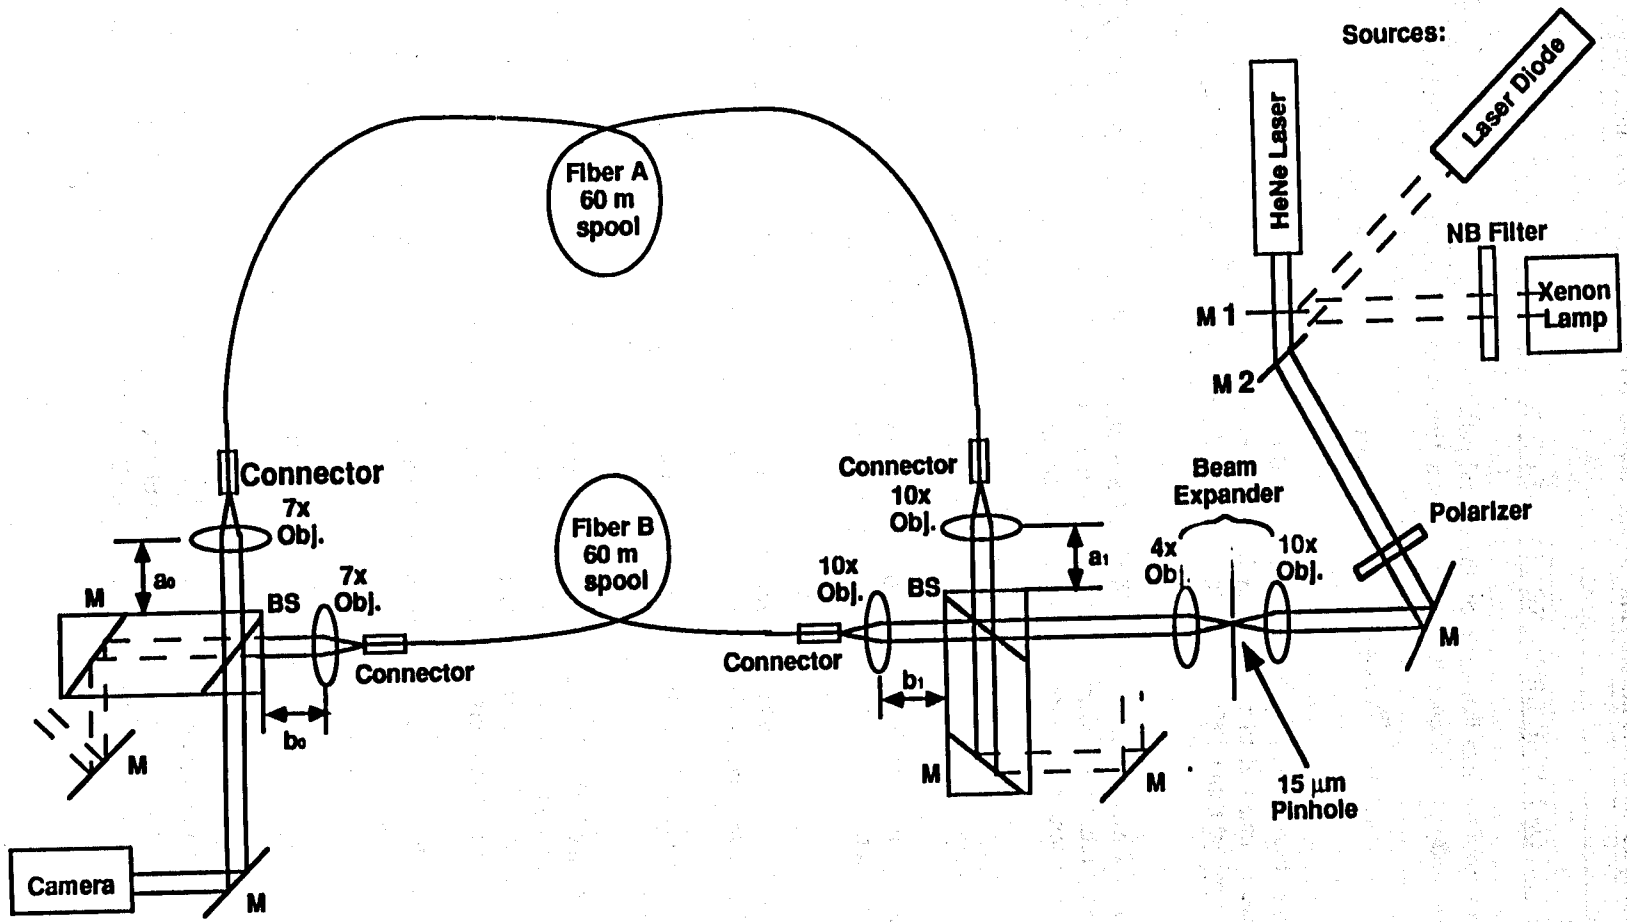 Sources:
Laser Diode
HeNe Laser
NB Filter
Xenon
Lamp
M 1
M 2
Fiber A
60 m
spool
Connector
7x
Obj.
a₀
M
BS
7x
Obj.
Connector
b₀
M
Camera
M
Fiber B
60 m
spool
Connector
10x
Obj.
a₁
10x
Obj.
BS
Connector
b₁
M
M
Beam
Expander
4x
Obj.
10x
Obj.
Polarizer
M
15 µm
Pinhole